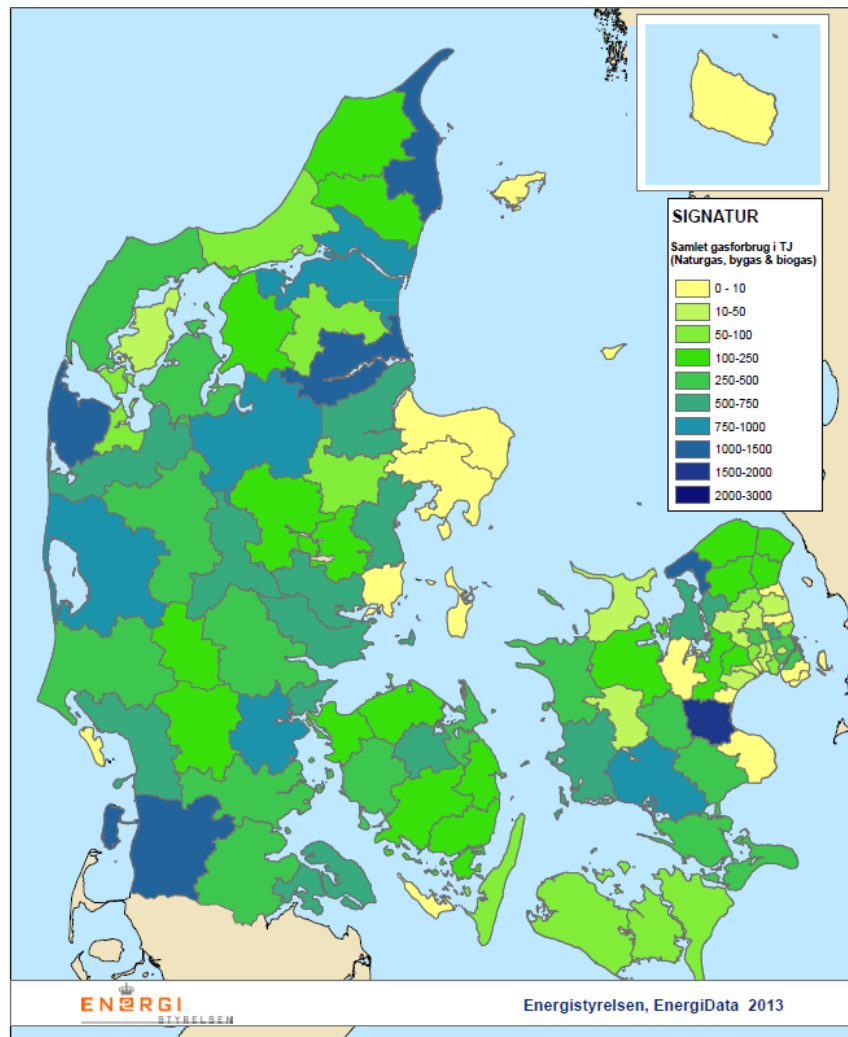 SIGNATUR
Samlet gasforbrug i TJ
(Naturgas, bygas & biogas)
0 - 10
10-50
50-100
100-250
250-500
500-750
750-1000
1000-1500
1500-2000
2000-3000
ENERGI
STYRELSEN
Energistyrelsen, EnergiData 2013